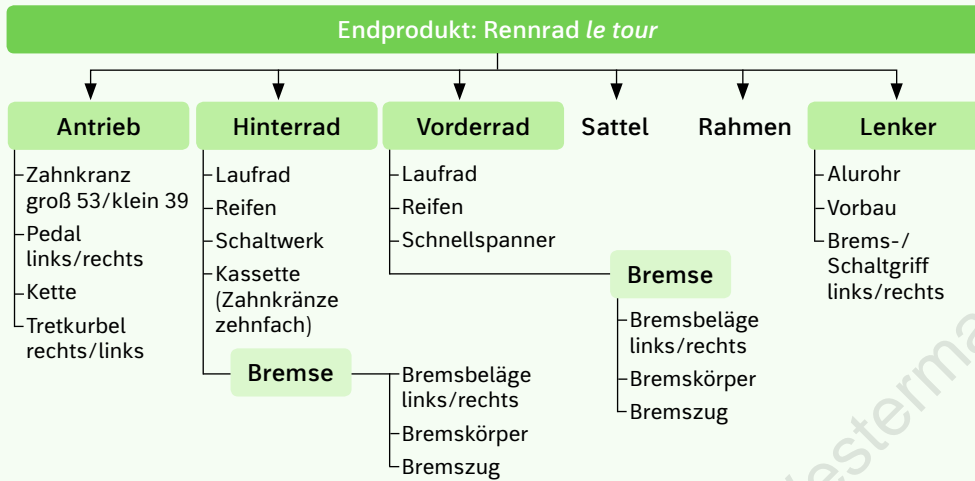 Endprodukt: Rennrad le tour
Antrieb
Zahnkranz
groß 53/klein 39
Pedal
links/rechts
Kette
Tretkurbel
rechts/links
Hinterrad
Laufrad
Reifen
Schaltwerk
Kassette
(Zahnkränze
zehnfach)
Bremse
Bremsbeläge
links/rechts
Bremskörper
Bremszug
Vorderrad
Laufrad
Reifen
Schnellspanner
Bremse
Bremsbeläge
links/rechts
Bremskörper
Bremszug
Sattel
Rahmen
Lenker
Alurohr
Vorbau
Brems-/
Schaltgriff
links/rechts